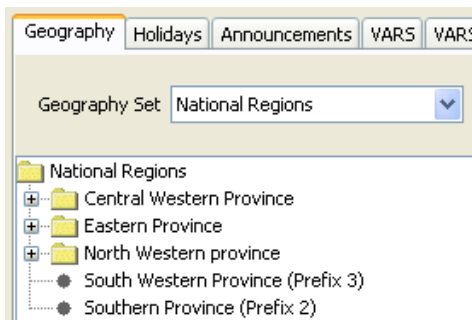 Geography Holidays Announcements VARS VARS
Geography Set National Regions
National Regions
Central Western Province
Eastern Province
North Western province
South Western Province (Prefix 3)
Southern Province (Prefix 2)